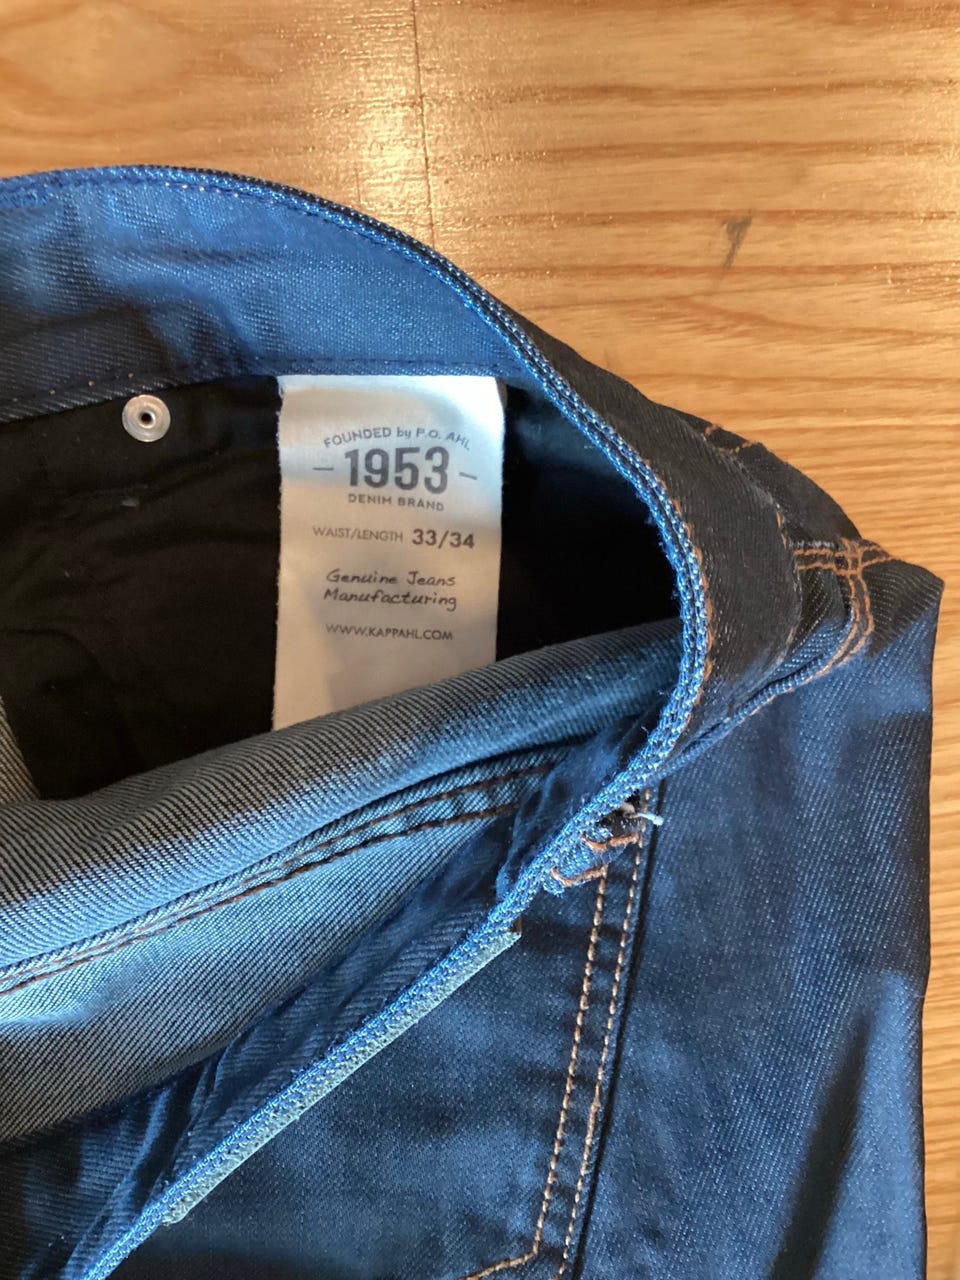 FOUNDED by P.O. AHL
– 1953 –
DENIM BRAND
WAIST/LENGTH 33/34
Genuine Jeans
Manufacturing
WWW.KAPPAHL.COM